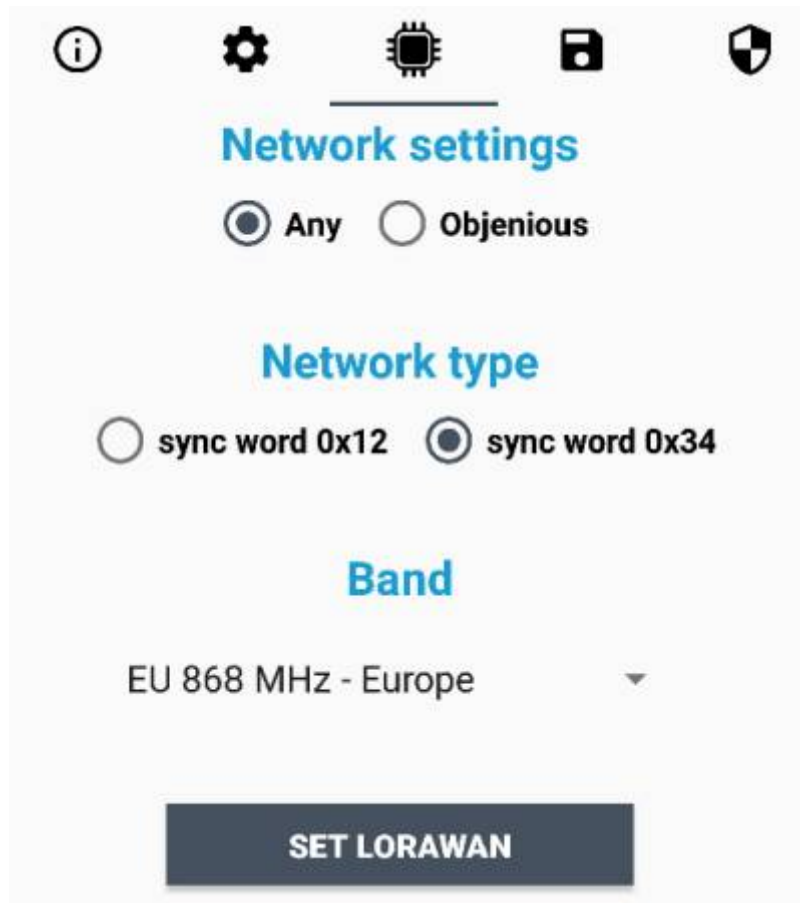 Network settings
Any Objenious
Network type
sync word 0x12 sync word 0x34
Band
EU 868 MHz - Europe
SET LORAWAN